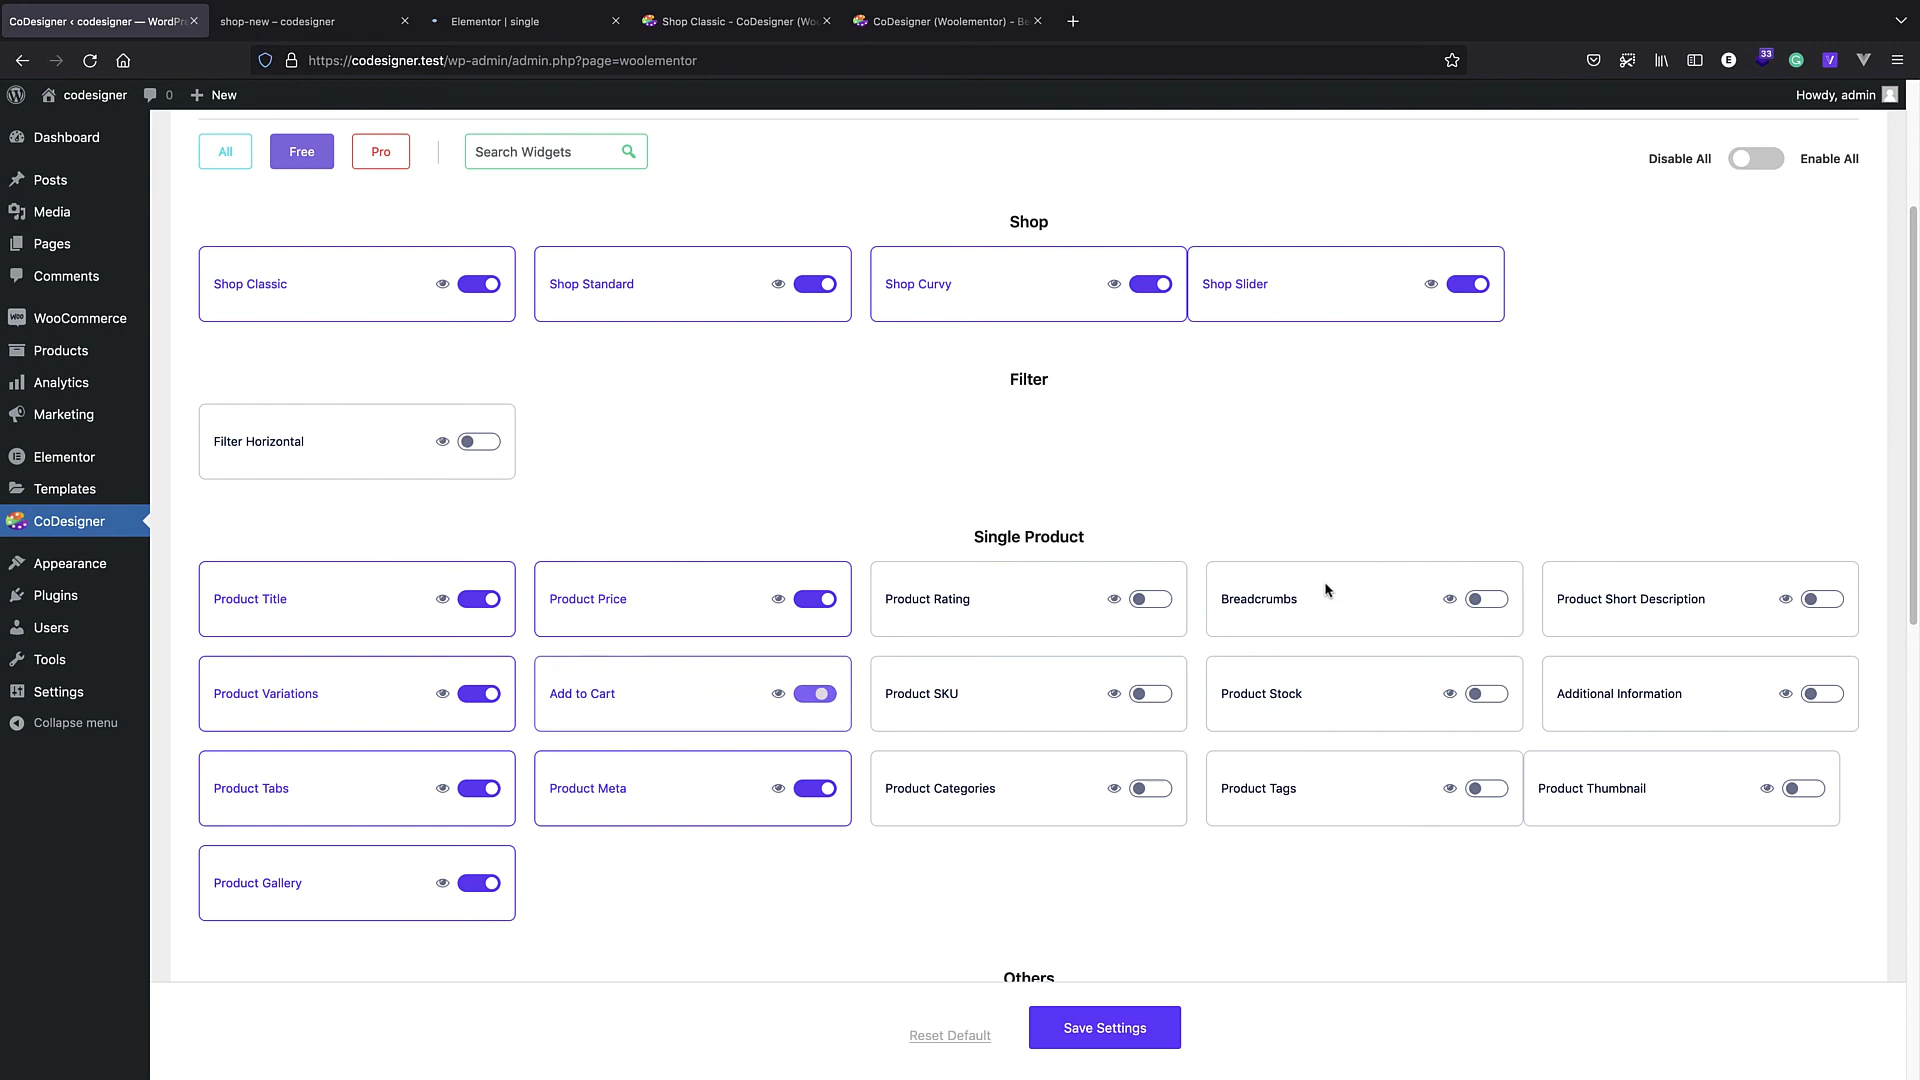 CoDesigner ‹ codesigner — WordPr
shop-new – codesigner
Elementor | single
Shop Classic - CoDesigner (Wo
CoDesigner (Woolementor) - Be
https://codesigner.test/wp-admin/admin.php?page=woolementor
33
codesigner
0
New
Howdy, admin
Dashboard
Posts
Media
Pages
Comments
WooCommerce
Products
Analytics
Marketing
Elementor
Templates
CoDesigner
Appearance
Plugins
Users
Tools
Settings
Collapse menu
All
Free
Pro
Search Widgets
Disable All
Enable All
Shop
Shop Classic
Shop Standard
Shop Curvy
Shop Slider
Filter
Filter Horizontal
Single Product
Product Title
Product Price
Product Rating
Breadcrumbs
Product Short Description
Product Variations
Add to Cart
Product SKU
Product Stock
Additional Information
Product Tabs
Product Meta
Product Categories
Product Tags
Product Thumbnail
Product Gallery
Others
Reset Default
Save Settings